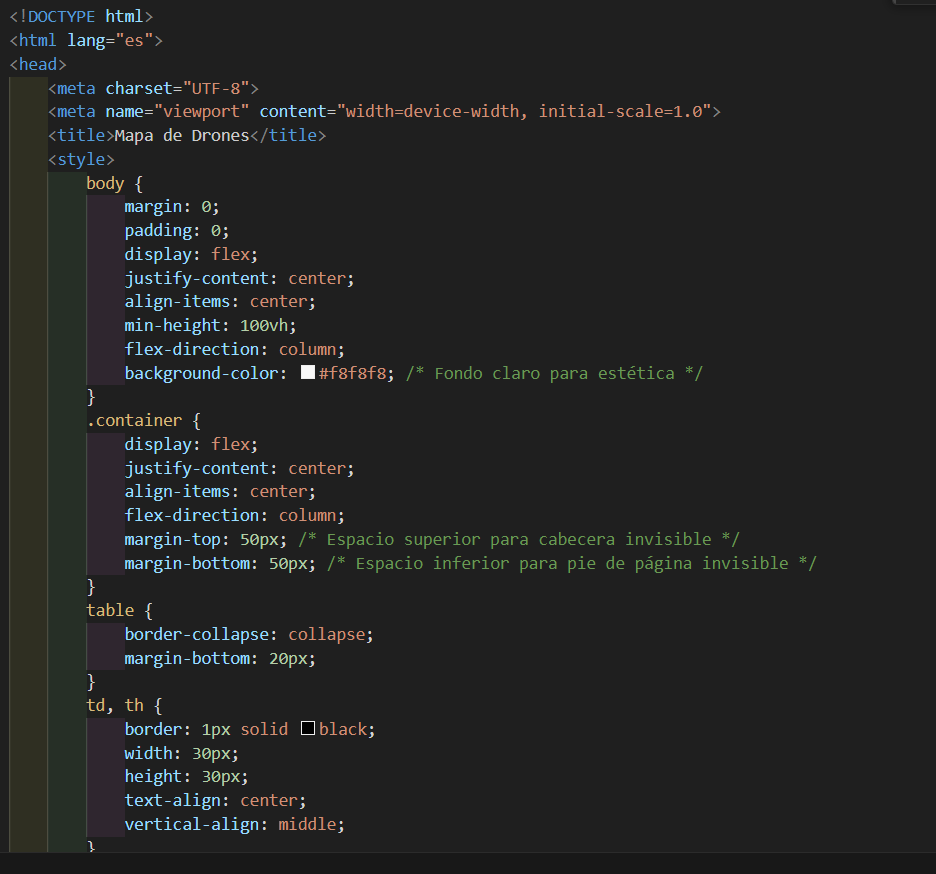 <!DOCTYPE html>
<html lang="es">
<head>
    <meta charset="UTF-8">
    <meta name="viewport" content="width=device-width, initial-scale=1.0">
    <title>Mapa de Drones</title>
    <style>
        body {
            margin: 0;
            padding: 0;
            display: flex;
            justify-content: center;
            align-items: center;
            min-height: 100vh;
            flex-direction: column;
            background-color: #f8f8f8; /* Fondo claro para estética */
        }
        .container {
            display: flex;
            justify-content: center;
            align-items: center;
            flex-direction: column;
            margin-top: 50px; /* Espacio superior para cabecera invisible */
            margin-bottom: 50px; /* Espacio inferior para pie de página invisible */
        }
        table {
            border-collapse: collapse;
            margin-bottom: 20px;
        }
        td, th {
            border: 1px solid black;
            width: 30px;
            height: 30px;
            text-align: center;
            vertical-align: middle;
        }